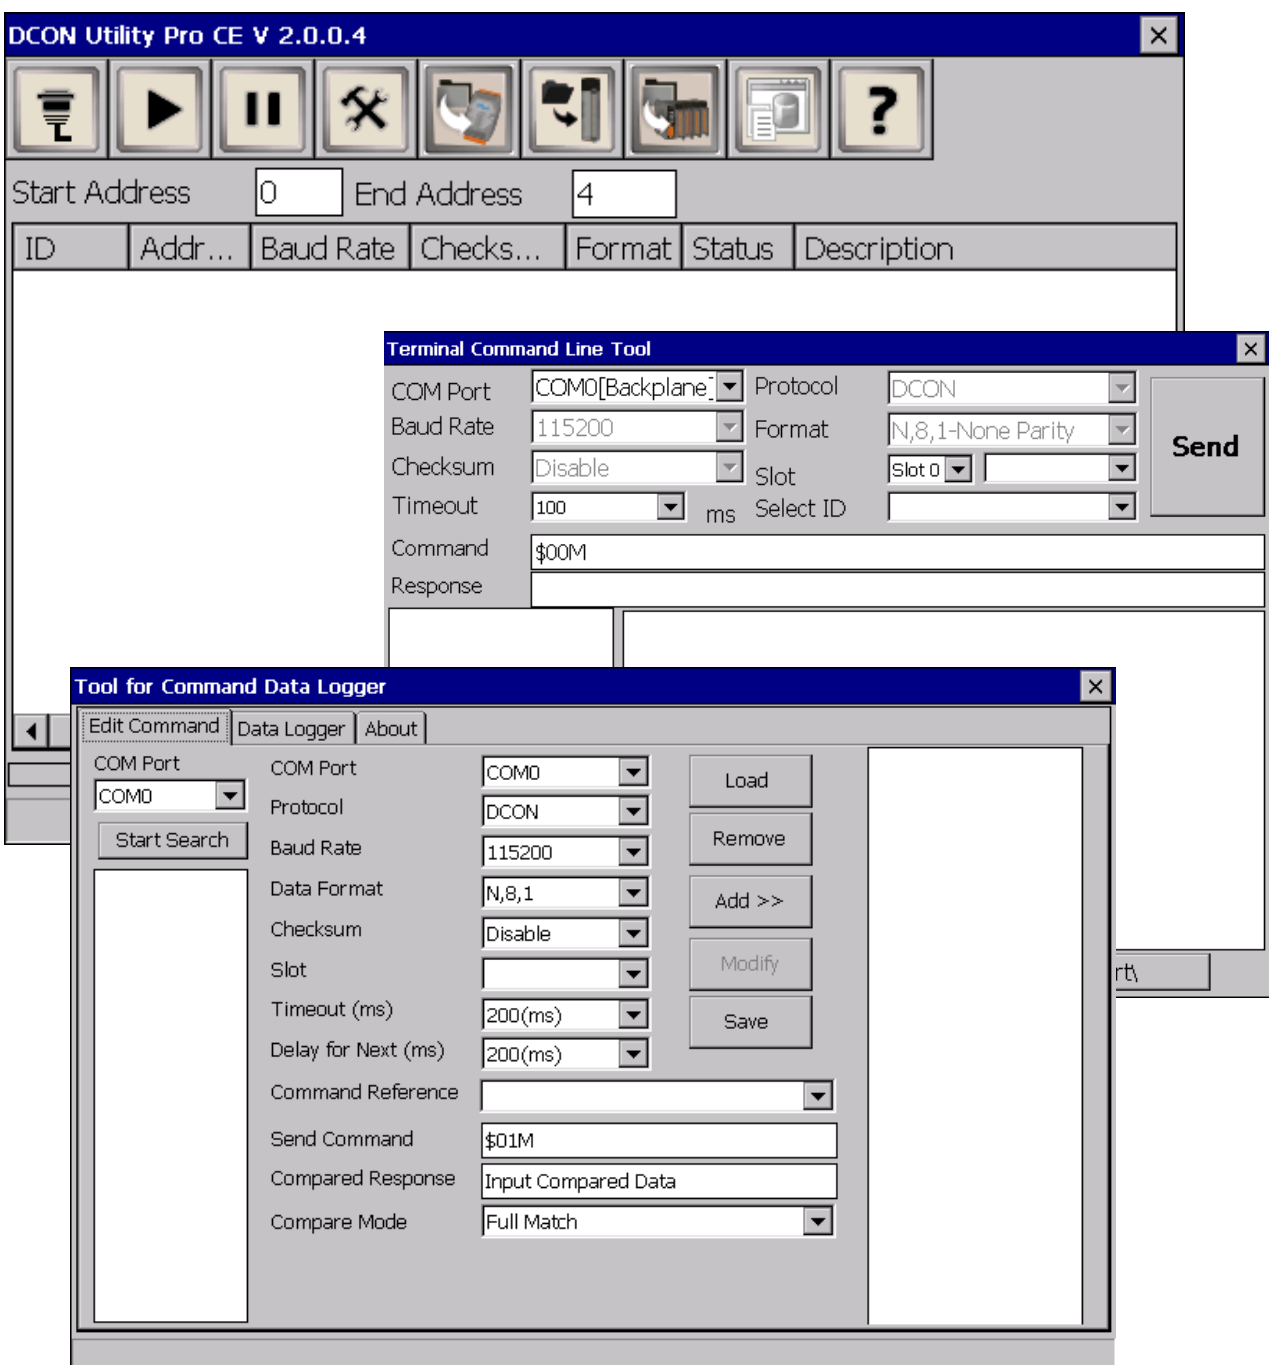 DCON Utility Pro CE V 2.0.0.4
?
Start Address 0 End Address 4
ID Addr... Baud Rate Checks... Format Status Description
Terminal Command Line Tool
COM Port COM0[Backplane] Protocol DCON
Baud Rate 115200 Format N,8,1-None Parity
Send
Checksum Disable Slot Slot 0
Timeout 100 ms Select ID
Command $00M
Response
rt\
Tool for Command Data Logger
Edit Command Data Logger About
COM Port
COM0
Start Search
COM Port COM0
Protocol DCON
Baud Rate 115200
Data Format N,8,1
Checksum Disable
Slot
Timeout (ms) 200(ms)
Delay for Next (ms) 200(ms)
Command Reference
Send Command $01M
Compared Response Input Compared Data
Compare Mode Full Match
Load
Remove
Add >>
Modify
Save